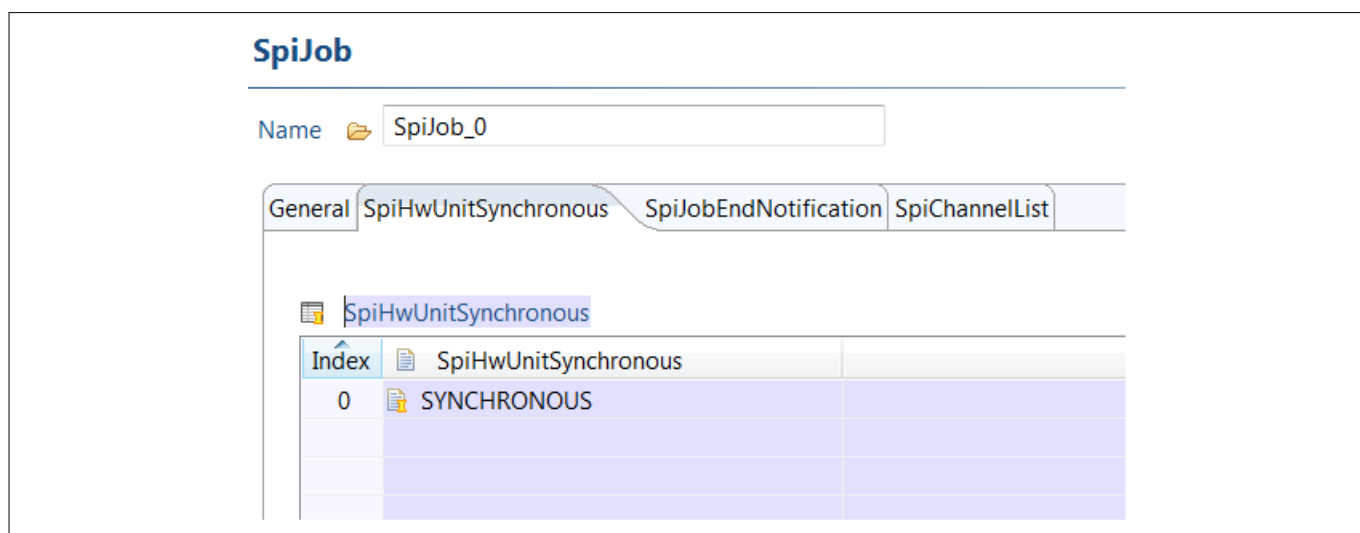 SpiJob
Name SpiJob_0
General SpiHwUnitSynchronous SpiJobEndNotification SpiChannelList
SpiHwUnitSynchronous
Index SpiHwUnitSynchronous
0 SYNCHRONOUS